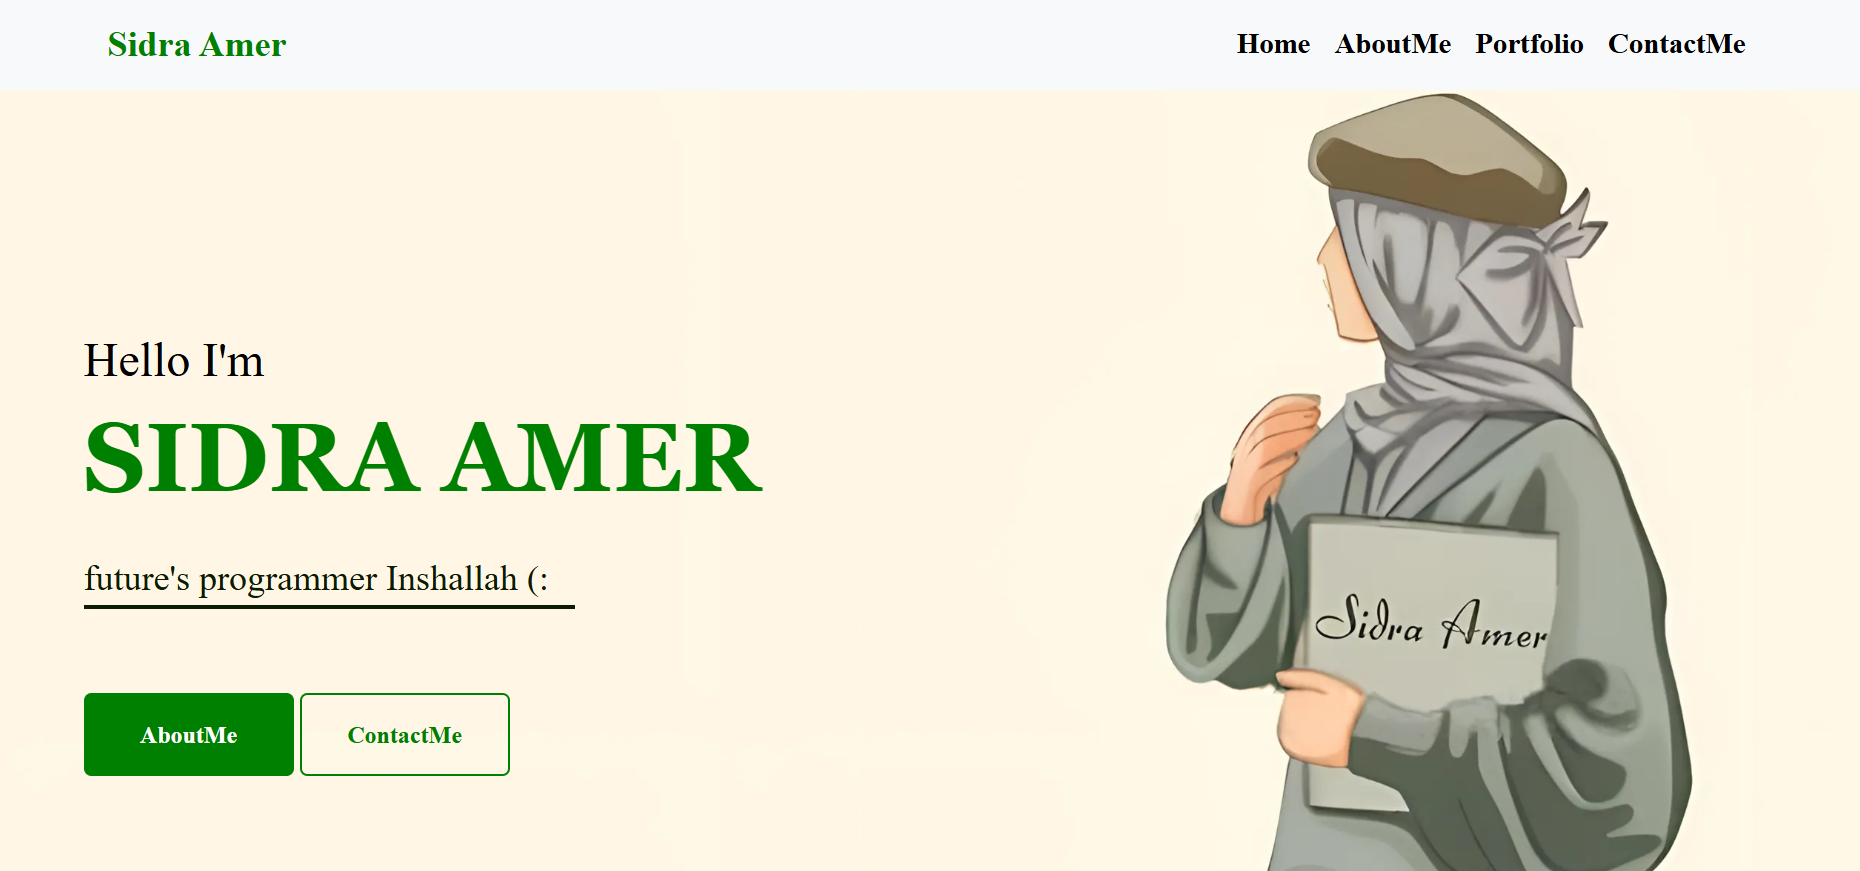 Sidra Amer
Home AboutMe Portfolio ContactMe
Hello I'm
SIDRA AMER
future's programmer Inshallah (:
Sidra Amer
AboutMe ContactMe